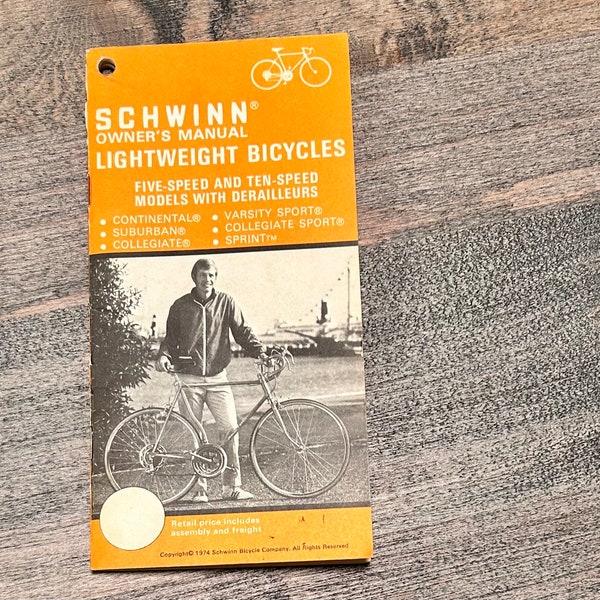 SCHWINN®
OWNER'S MANUAL
LIGHTWEIGHT BICYCLES
FIVE-SPEED AND TEN-SPEED
MODELS WITH DERAILLEURS
• CONTINENTAL® • VARSITY SPORT®
• SUBURBAN® • COLLEGIATE SPORT®
• COLLEGIATE® • SPRINT™
Retail price includes
assembly and freight
Copyright© 1974 Schwinn Bicycle Company. All Rights Reserved